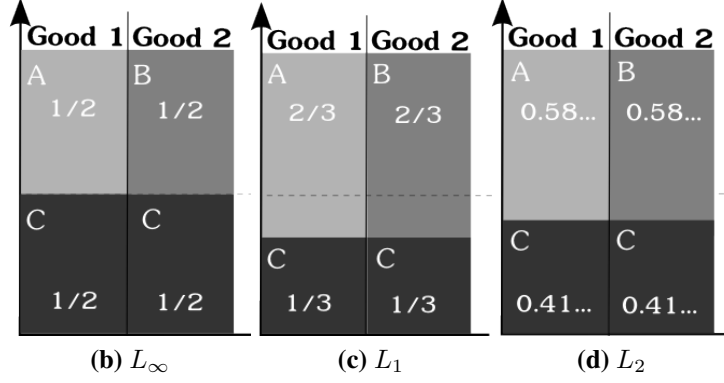 Good 1 Good 2
A B
1/2 1/2
C C
1/2 1/2
(b) L∞
Good 1 Good 2
A B
2/3 2/3
C C
1/3 1/3
(c) L1
Good 1 Good 2
A B
0.58... 0.58...
C C
0.41... 0.41...
(d) L2